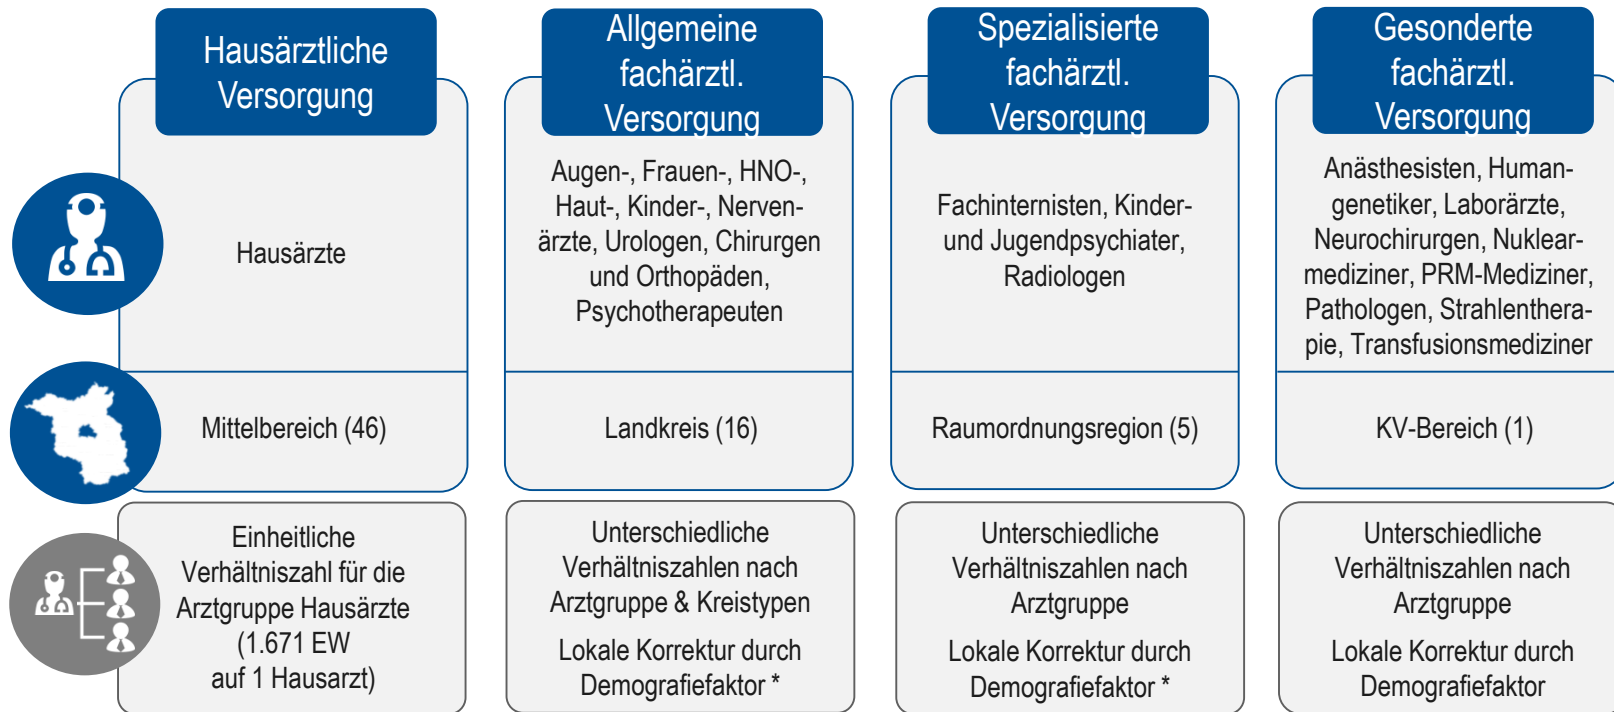 Hausärztliche
Versorgung
Hausärzte
Mittelbereich (46)
Einheitliche
Verhältniszahl für die
Arztgruppe Hausärzte
(1.671 EW
auf 1 Hausarzt)
Allgemeine
fachärztl.
Versorgung
Augen-, Frauen-, HNO-,
Haut-, Kinder-, Nerven-
ärzte, Urologen, Chirurgen
und Orthopäden,
Psychotherapeuten
Landkreis (16)
Unterschiedliche
Verhältniszahlen nach
Arztgruppe & Kreistypen
Lokale Korrektur durch
Demografiefaktor *
Spezialisierte
fachärztl.
Versorgung
Fachinternisten, Kinder-
und Jugendpsychiater,
Radiologen
Raumordnungsregion (5)
Unterschiedliche
Verhältniszahlen nach
Arztgruppe
Lokale Korrektur durch
Demografiefaktor *
Gesonderte
fachärztl.
Versorgung
Anästhesisten, Human-
genetiker, Laborärzte,
Neurochirurgen, Nuklear-
mediziner, PRM-Mediziner,
Pathologen, Strahlenthera-
pie, Transfusionsmediziner
KV-Bereich (1)
Unterschiedliche
Verhältniszahlen nach
Arztgruppe
Lokale Korrektur durch
Demografiefaktor